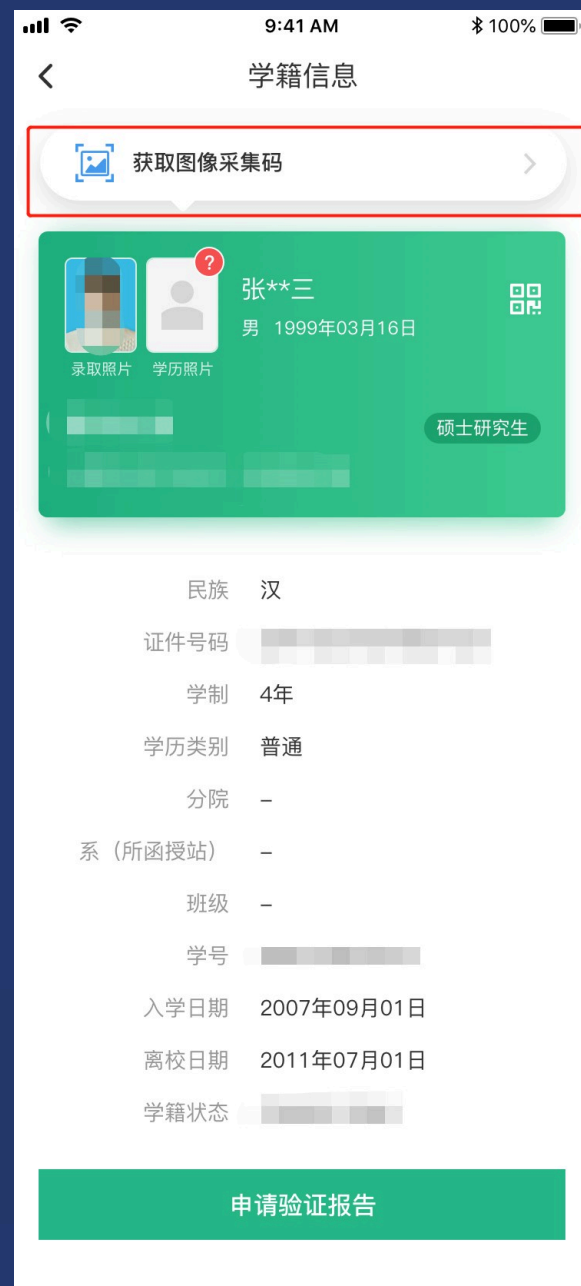 9:41 AM
100%
学籍信息
获取图像采集码
?
张**三
男 1999年03月16日
录取照片 学历照片
硕士研究生
民族 汉
证件号码
学制 4年
学历类别 普通
分院 –
系（所函授站） –
班级 –
学号
入学日期 2007年09月01日
离校日期 2011年07月01日
学籍状态
申请验证报告